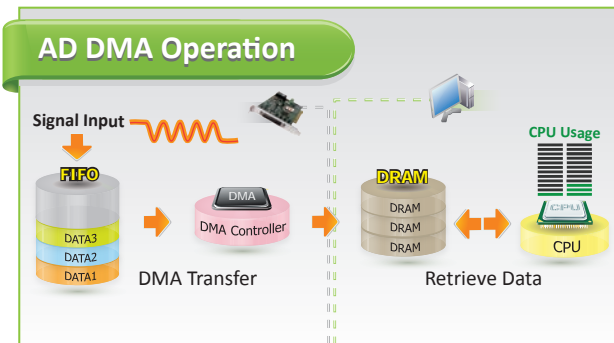 AD DMA Operation
Signal Input
CPU Usage
FIFO
DATA3
DATA2
DATA1
DMA
DMA Controller
DRAM
DRAM
DRAM
DRAM
CPU
CPU
DMA Transfer
Retrieve Data